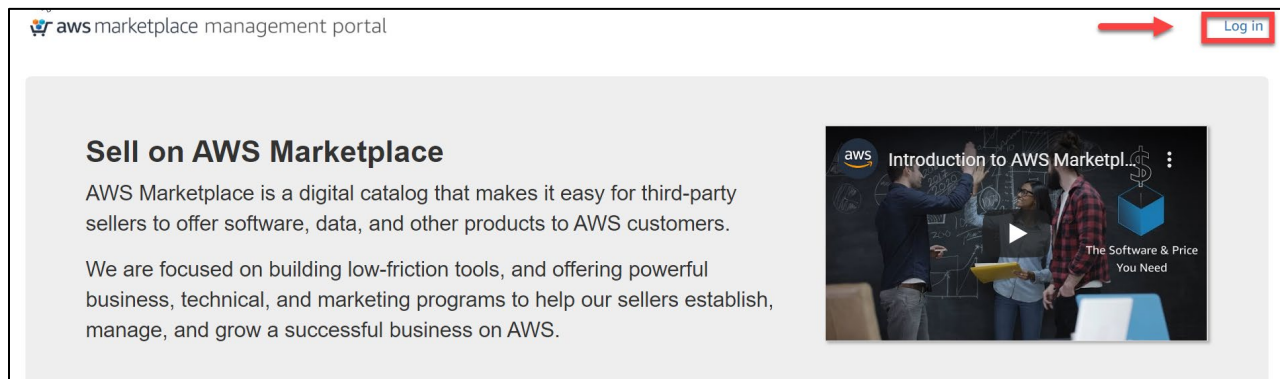 aws marketplace management portal
Log in
Sell on AWS Marketplace
AWS Marketplace is a digital catalog that makes it easy for third-party
sellers to offer software, data, and other products to AWS customers.
We are focused on building low-friction tools, and offering powerful
business, technical, and marketing programs to help our sellers establish,
manage, and grow a successful business on AWS.
aws
Introduction to AWS Marketpl...
$
The Software & Price
You Need